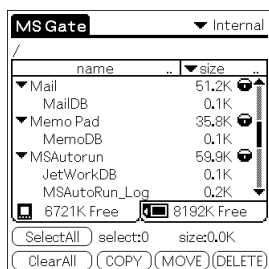 MS Gate Internal
/
name .. size ..
Mail 51.2K
MailDB 0.1K
Memo Pad 35.8K
MemoDB 0.1K
MSAutorun 59.9K
JetWorkDB 0.1K
MSAutoRun_Log 0.2K
6721K Free 8192K Free
SelectAll select:0 size:0.0K
ClearAll COPY MOVE DELETE